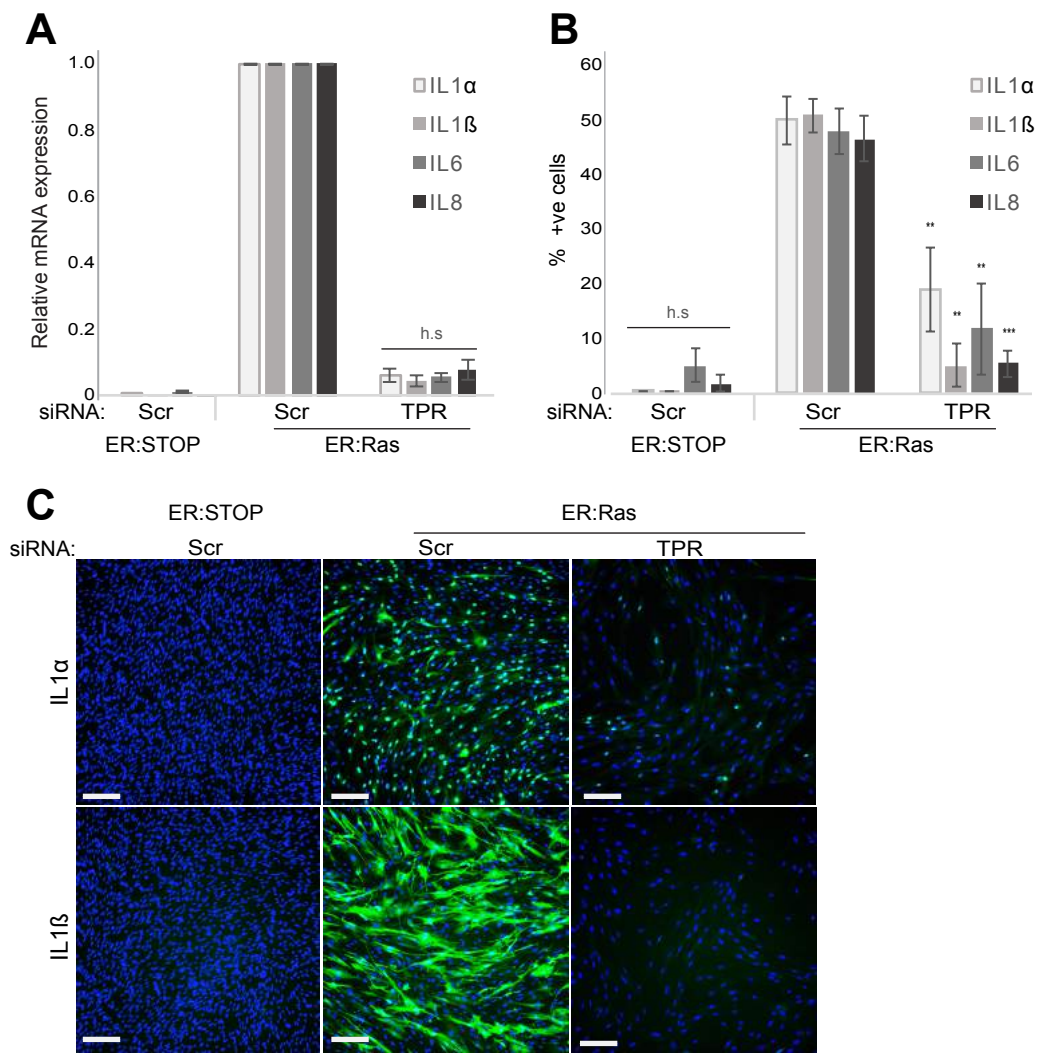 A
Relative mRNA expression
1.0
0.8
0.6
0.4
0.2
0
IL1α
IL1ß
IL6
IL8
h.s
siRNA: Scr Scr TPR
ER:STOP ER:Ras
B
% +ve cells
60
50
40
30
20
10
0
IL1α
IL1ß
IL6
IL8
h.s
**
**
**
***
siRNA: Scr Scr TPR
ER:STOP ER:Ras
C
ER:STOP ER:Ras
siRNA: Scr Scr TPR
IL1α
IL1ß